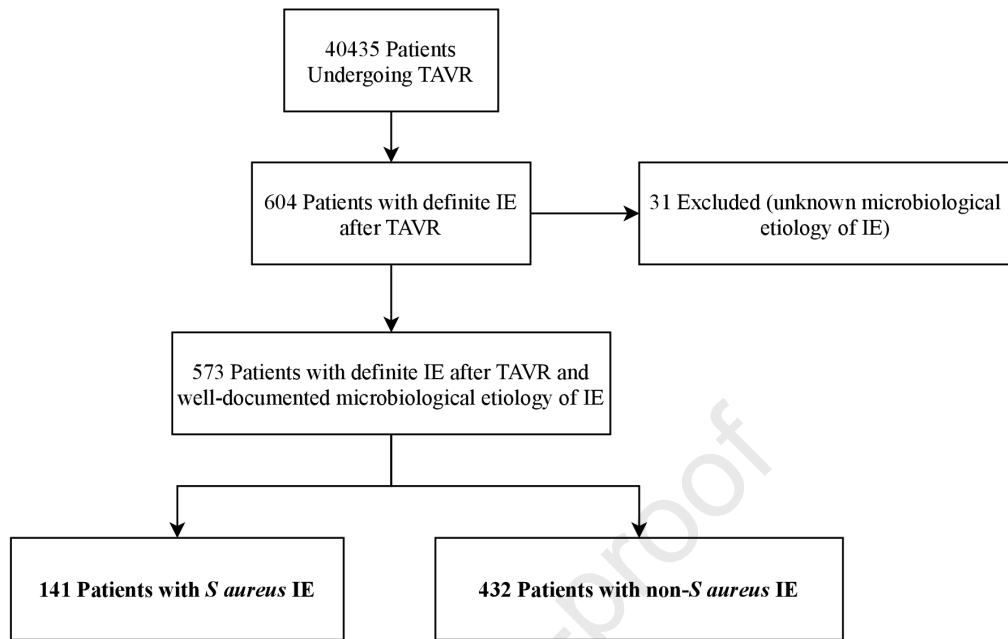 40435 Patients
Undergoing TAVR
604 Patients with definite IE
after TAVR
31 Excluded (unknown microbiological
etiology of IE)
573 Patients with definite IE after TAVR and
well-documented microbiological etiology of IE
141 Patients with S aureus IE
432 Patients with non-S aureus IE